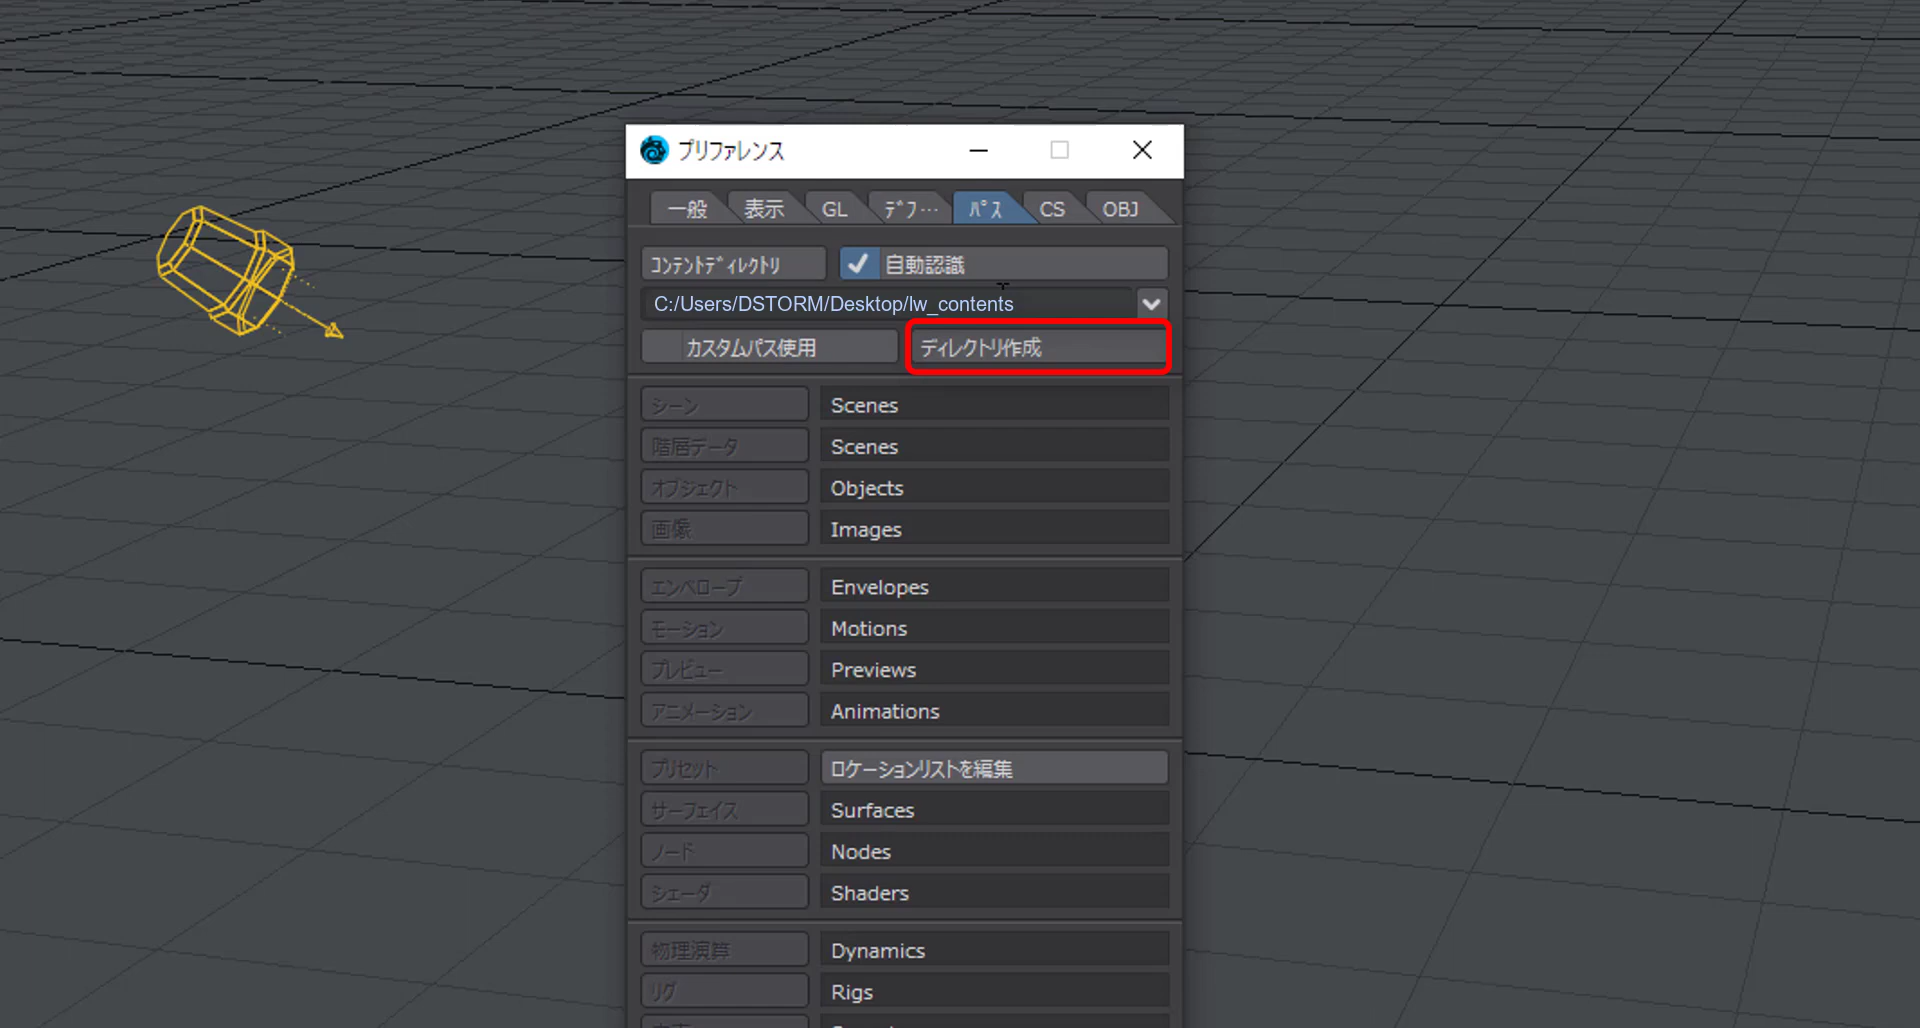 プリファレンス
一般 表示 GL ﾃﾞﾌ… ﾊﾟｽ CS OBJ
ｺﾝﾃﾝﾄﾃﾞｨﾚｸﾄﾘ 自動認識
C:/Users/DSTORM/Desktop/lw_contents
カスタムパス使用 ディレクトリ作成
シーン Scenes
階層データ Scenes
オブジェクト Objects
画像 Images
エンベロープ Envelopes
モーション Motions
プレビュー Previews
アニメーション Animations
プリセット ロケーションリストを編集
サーフェイス Surfaces
ノード Nodes
シェーダ Shaders
物理演算 Dynamics
リグ Rigs